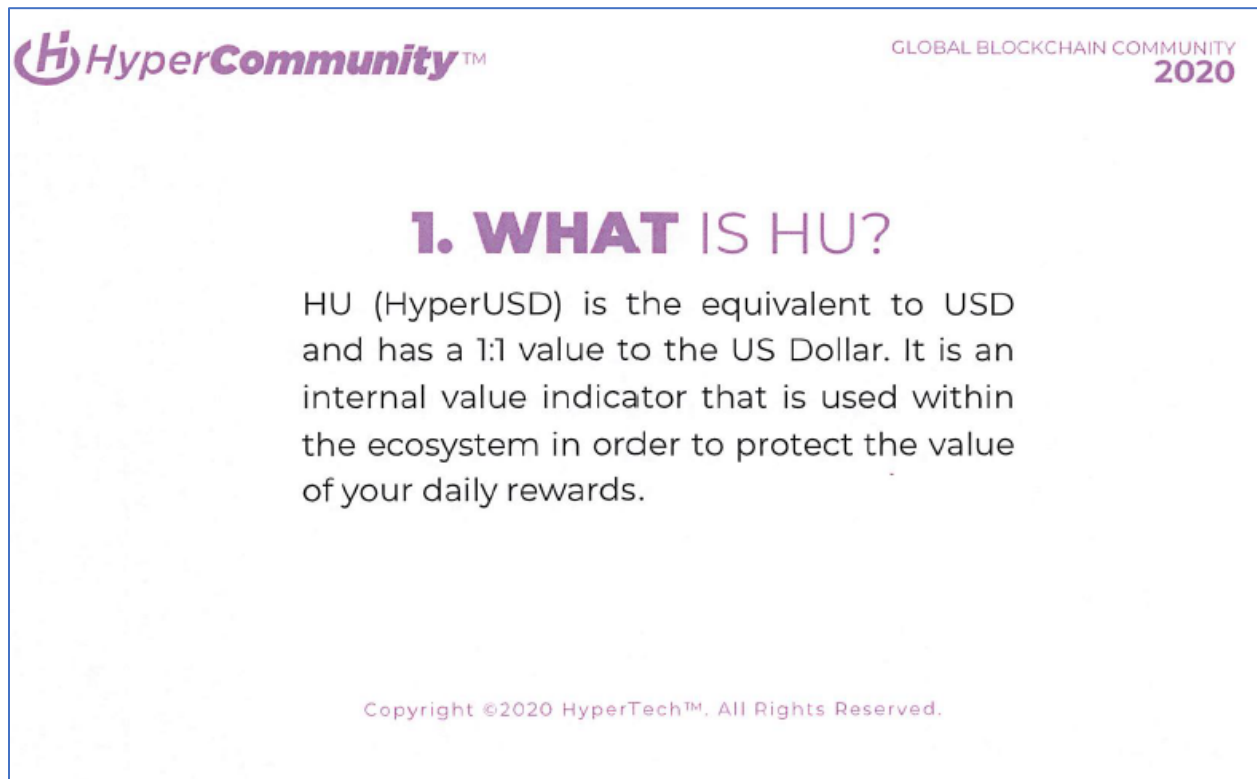 HyperCommunity™
GLOBAL BLOCKCHAIN COMMUNITY
2020
1. WHAT IS HU?
HU (HyperUSD) is the equivalent to USD
and has a 1:1 value to the US Dollar. It is an
internal value indicator that is used within
the ecosystem in order to protect the value
of your daily rewards.
Copyright ©2020 HyperTech™. All Rights Reserved.